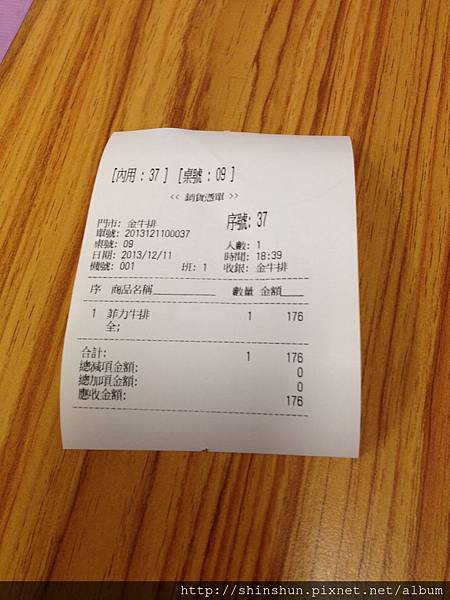 [內用 : 37 ] [桌號 : 09 ]
<< 銷貨憑單 >>
門市: 金牛排 序號: 37
單號: 2013121100037
桌號: 09 人數: 1
日期: 2013/12/11 時間: 18:39
機號: 001 班: 1 收銀: 金牛排
序 商品名稱 數量 金額
1 菲力牛排 1 176
全;
合計: 1 176
總減項金額: 0
總加項金額: 0
應收金額: 176
http://shinshun.pixnet.net/album